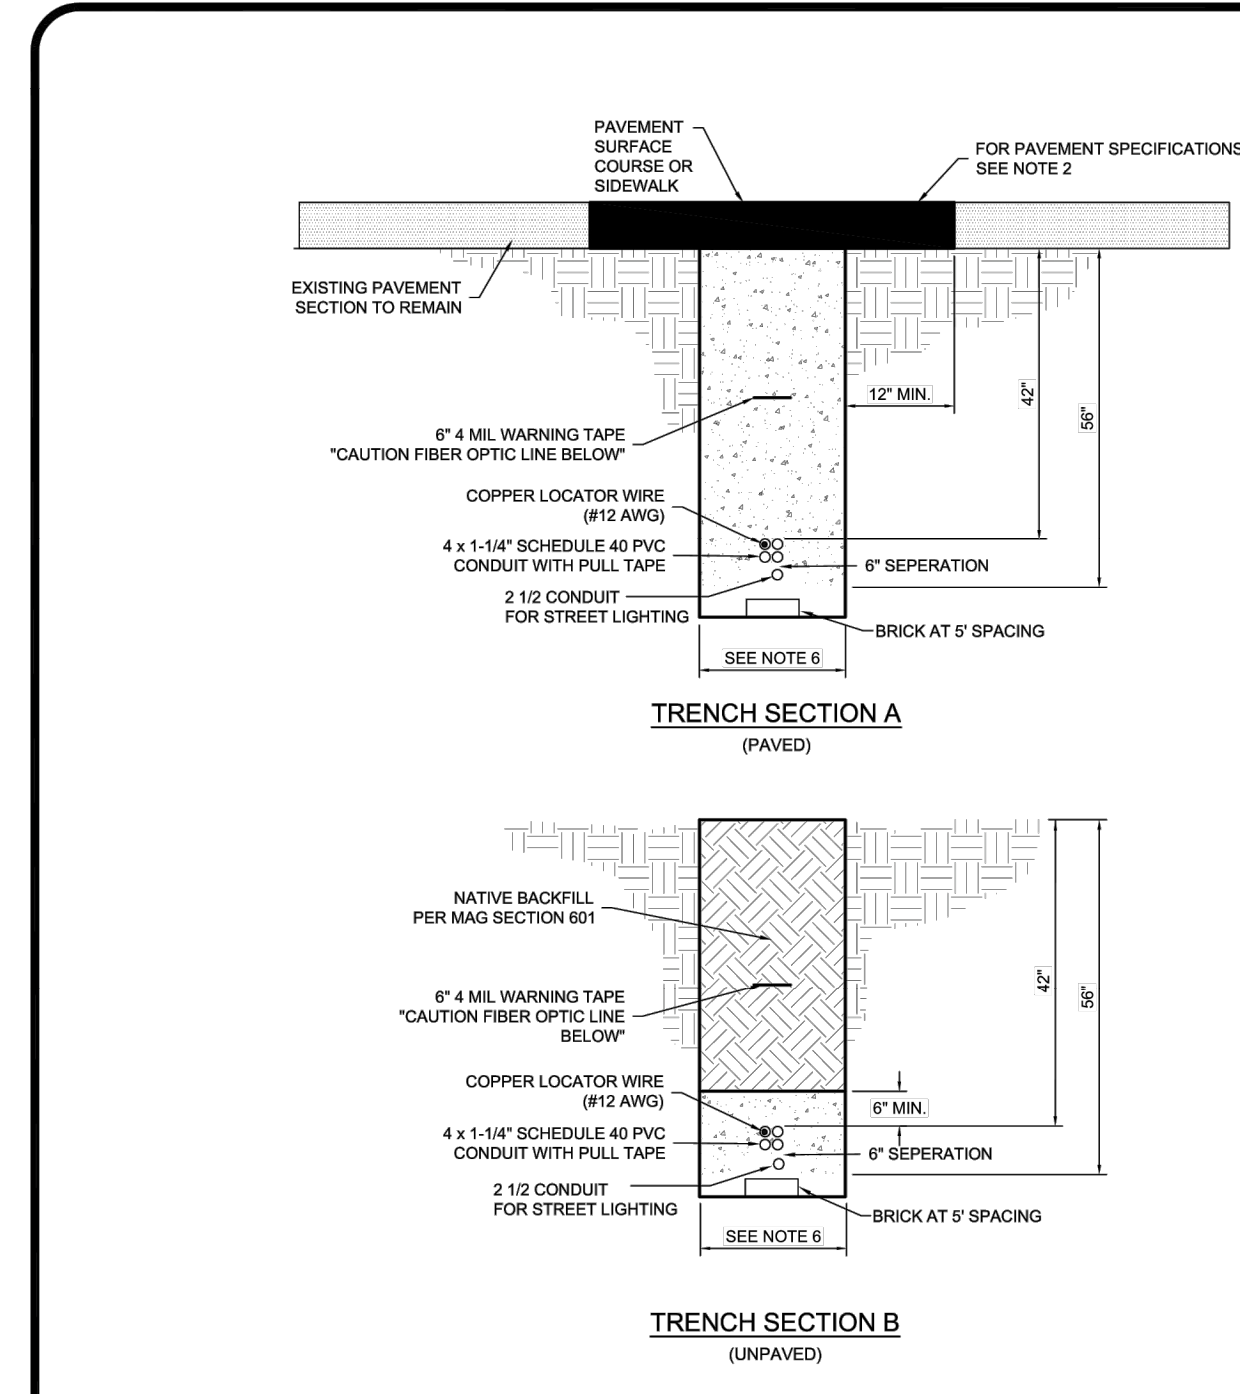 PAVEMENT
SURFACE
COURSE OR
SIDEWALK
FOR PAVEMENT SPECIFICATIONS
SEE NOTE 2
EXISTING PAVEMENT
SECTION TO REMAIN
12" MIN.
42"
56"
6" 4 MIL WARNING TAPE
"CAUTION FIBER OPTIC LINE BELOW"
COPPER LOCATOR WIRE
(#12 AWG)
4 x 1-1/4" SCHEDULE 40 PVC
CONDUIT WITH PULL TAPE
6" SEPERATION
2 1/2 CONDUIT
FOR STREET LIGHTING
BRICK AT 5' SPACING
SEE NOTE 6
TRENCH SECTION A
(PAVED)
NATIVE BACKFILL
PER MAG SECTION 601
42"
56"
6" 4 MIL WARNING TAPE
"CAUTION FIBER OPTIC LINE
BELOW"
COPPER LOCATOR WIRE
(#12 AWG)
6" MIN.
4 x 1-1/4" SCHEDULE 40 PVC
CONDUIT WITH PULL TAPE
6" SEPERATION
2 1/2 CONDUIT
FOR STREET LIGHTING
BRICK AT 5' SPACING
SEE NOTE 6
TRENCH SECTION B
(UNPAVED)